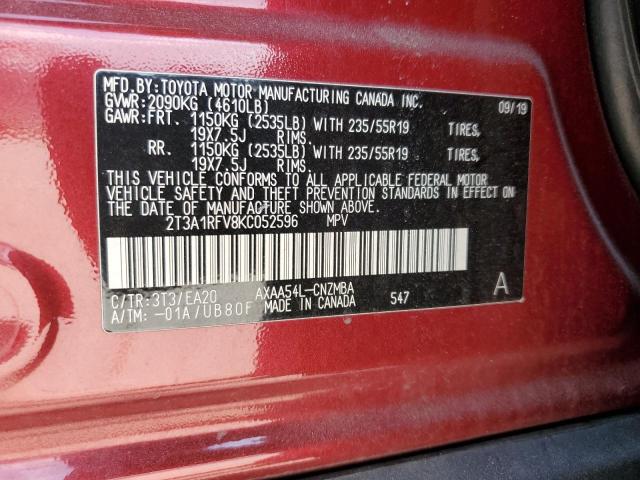 MFD.BY:TOYOTA MOTOR MANUFACTURING CANADA INC. 09/19
GVWR:2090KG (4610LB)
GAWR:FRT. 1150KG (2535LB) WITH 235/55R19 TIRES,
19X7.5J RIMS.
RR. 1150KG (2535LB) WITH 235/55R19 TIRES,
19X7.5J RIMS.
THIS VEHICLE CONFORMS TO ALL APPLICABLE FEDERAL MOTOR
VEHICLE SAFETY AND THEFT PREVENTION STANDARDS IN EFFECT ON
THE DATE OF MANUFACTURE SHOWN ABOVE.
2T3A1RFV8KC052596 MPV
C/TR:3T3/EA20 AXAA54L-CNZMBA A
A/TM: -01A/UB80F MADE IN CANADA 547